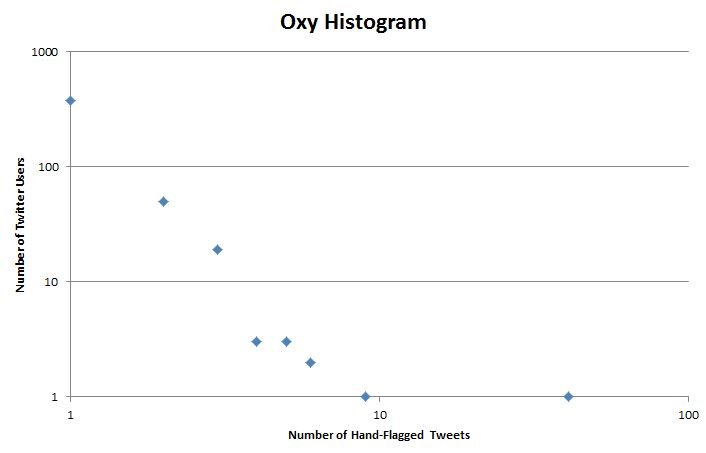 Oxy Histogram
Number of Twitter Users
1000
100
10
1
1 10 100
Number of Hand-Flagged Tweets